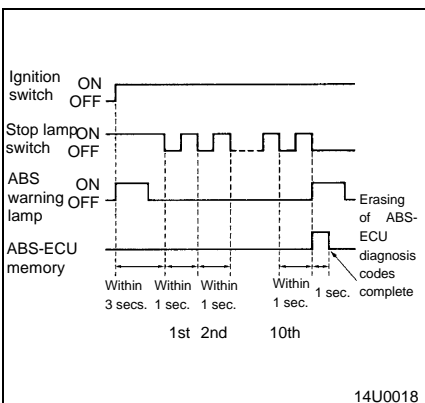 Ignition
switch
ON
OFF
Stop lamp
switch
ON
OFF
ABS
warning
lamp
ON
OFF
ABS-ECU
memory
Erasing
of ABS-
ECU
diagnosis
codes
complete
Within
3 secs.
Within
1 sec.
Within
1 sec.
Within
1 sec.
1 sec.
1st 2nd 10th
14U0018